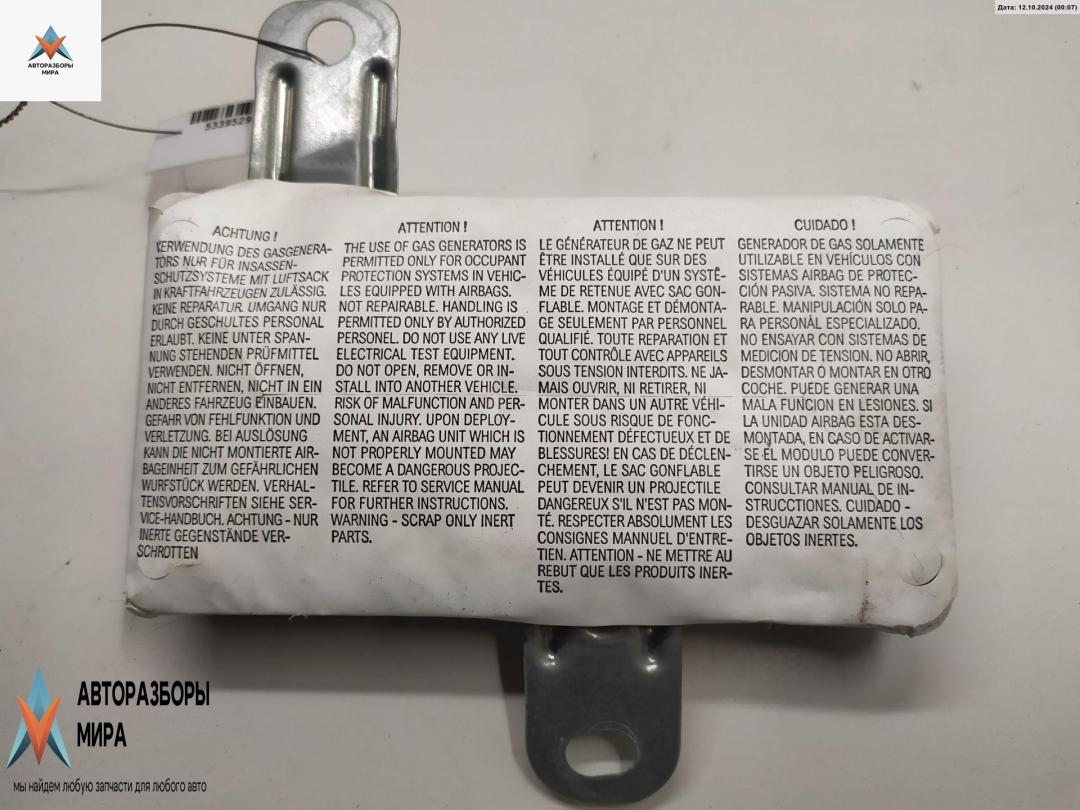 Дата: 12.10.2024 (00:07)
АВТОРАЗБОРЫ
МИРА
5339529
ACHTUNG !
VERWENDUNG DES GASGENERA-
TORS NUR FÜR INSASSEN-
SCHUTZSYSTEME MIT LUFTSACK
IN KRAFTFAHRZEUGEN ZULÄSSIG.
KEINE REPARATUR. UMGANG NUR
DURCH GESCHULTES PERSONAL
ERLAUBT. KEINE UNTER SPAN-
NUNG STEHENDEN PRÜFMITTEL
VERWENDEN. NICHT ÖFFNEN,
NICHT ENTFERNEN, NICHT IN EIN
ANDERES FAHRZEUG EINBAUEN.
GEFAHR VON FEHLFUNKTION UND
VERLETZUNG. BEI AUSLÖSUNG
KANN DIE NICHT MONTIERTE AIR-
BAGEINHEIT ZUM GEFÄHRLICHEN
WURFSTÜCK WERDEN. VERHAL-
TENSVORSCHRIFTEN SIEHE SER-
VICE-HANDBUCH. ACHTUNG - NUR
INERTE GEGENSTÄNDE VER-
SCHROTTEN
ATTENTION !
THE USE OF GAS GENERATORS IS
PERMITTED ONLY FOR OCCUPANT
PROTECTION SYSTEMS IN VEHIC-
LES EQUIPPED WITH AIRBAGS.
NOT REPAIRABLE. HANDLING IS
PERMITTED ONLY BY AUTHORIZED
PERSONEL. DO NOT USE ANY LIVE
ELECTRICAL TEST EQUIPMENT.
DO NOT OPEN, REMOVE OR IN-
STALL INTO ANOTHER VEHICLE.
RISK OF MALFUNCTION AND PER-
SONAL INJURY. UPON DEPLOY-
MENT, AN AIRBAG UNIT WHICH IS
NOT PROPERLY MOUNTED MAY
BECOME A DANGEROUS PROJEC-
TILE. REFER TO SERVICE MANUAL
FOR FURTHER INSTRUCTIONS.
WARNING - SCRAP ONLY INERT
PARTS.
ATTENTION !
LE GÉNÉRATEUR DE GAZ NE PEUT
ÊTRE INSTALLÉ QUE SUR DES
VÉHICULES ÉQUIPÉ D'UN SYSTÊ-
ME DE RETENUE AVEC SAC GON-
FLABLE. MONTAGE ET DÉMONTA-
GE SEULEMENT PAR PERSONNEL
QUALIFIÉ. TOUTE REPARATION ET
TOUT CONTRÔLE AVEC APPAREILS
SOUS TENSION INTERDITS. NE JA-
MAIS OUVRIR, NI RETIRER, NI
MONTER DANS UN AUTRE VÉHI-
CULE SOUS RISQUE DE FONC-
TIONNEMENT DÉFECTUEUX ET DE
BLESSURES! EN CAS DE DÉCLEN-
CHEMENT, LE SAC GONFLABLE
PEUT DEVENIR UN PROJECTILE
DANGEREUX S'IL N'EST PAS MON-
TÉ. RESPECTER ABSOLUMENT LES
CONSIGNES MANNUEL D'ENTRE-
TIEN. ATTENTION - NE METTRE AU
REBUT QUE LES PRODUITS INER-
TES.
CUIDADO !
GENERADOR DE GAS SOLAMENTE
UTILIZABLE EN VEHÍCULOS CON
SISTEMAS AIRBAG DE PROTEC-
CIÓN PASIVA. SISTEMA NO REPA-
RABLE. MANIPULACIÓN SOLO PA-
RA PERSONÁL ESPECIALIZADO.
NO ENSAYAR CON SISTEMAS DE
MEDICION DE TENSION. NO ABRIR,
DESMONTAR O MONTAR EN OTRO
COCHE. PUEDE GENERAR UNA
MALA FUNCION EN LESIONES. SI
LA UNIDAD AIRBAG ESTA DES-
MONTADA, EN CASO DE ACTIVAR-
SE EL MODULO PUEDE CONVER-
TIRSE UN OBJETO PELIGROSO.
CONSULTAR MANUAL DE IN-
STRUCCTIONES. CUIDADO -
DESGUAZAR SOLAMENTE LOS
OBJETOS INERTES.
АВТОРАЗБОРЫ
МИРА
мы найдем любую запчасти для любого авто